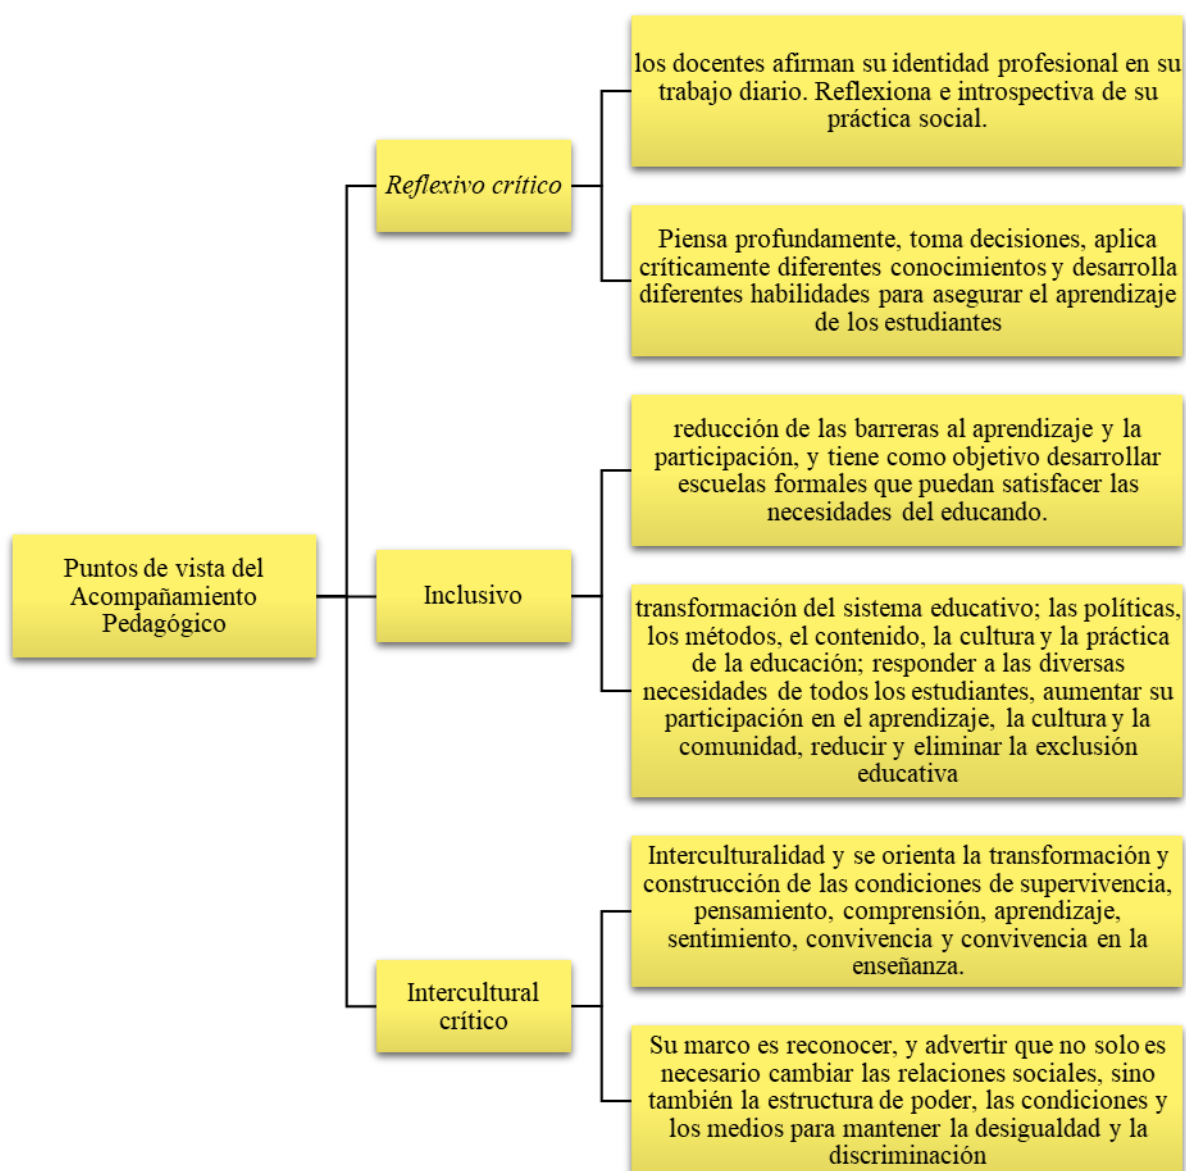 los docentes afirman su identidad profesional en su
trabajo diario. Reflexiona e introspectiva de su
práctica social.
Reflexivo crítico
Piensa profundamente, toma decisiones, aplica
críticamente diferentes conocimientos y desarrolla
diferentes habilidades para asegurar el aprendizaje
de los estudiantes
reducción de las barreras al aprendizaje y la
participación, y tiene como objetivo desarrollar
escuelas formales que puedan satisfacer las
necesidades del educando.
Puntos de vista del
Acompañamiento
Pedagógico
Inclusivo
transformación del sistema educativo; las políticas,
los métodos, el contenido, la cultura y la práctica
de la educación; responder a las diversas
necesidades de todos los estudiantes, aumentar su
participación en el aprendizaje, la cultura y la
comunidad, reducir y eliminar la exclusión
educativa
Interculturalidad y se orienta la transformación y
construcción de las condiciones de supervivencia,
pensamiento, comprensión, aprendizaje,
sentimiento, convivencia y convivencia en la
enseñanza.
Intercultural
crítico
Su marco es reconocer, y advertir que no solo es
necesario cambiar las relaciones sociales, sino
también la estructura de poder, las condiciones y
los medios para mantener la desigualdad y la
discriminación